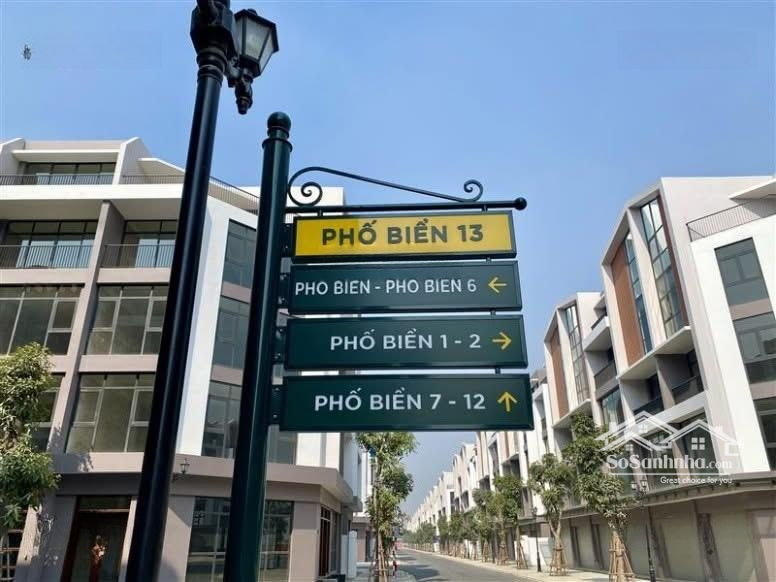 PHỐ BIỂN 13
PHO BIEN - PHO BIEN 6 ←
PHỐ BIỂN 1 - 2 →
PHỐ BIỂN 7 - 12 ↑
SoSanhnha.com
Great choice for you